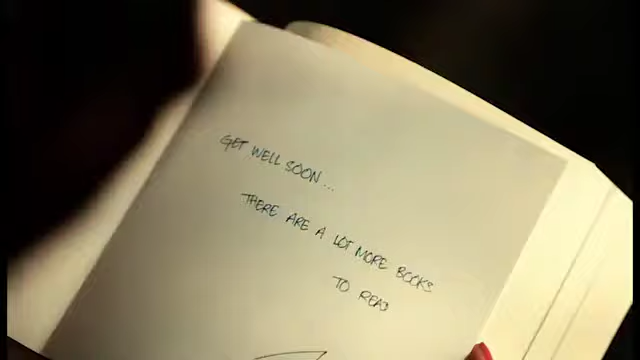 GET WELL SOON...
THERE ARE A LOT MORE BOOKS
TO READ